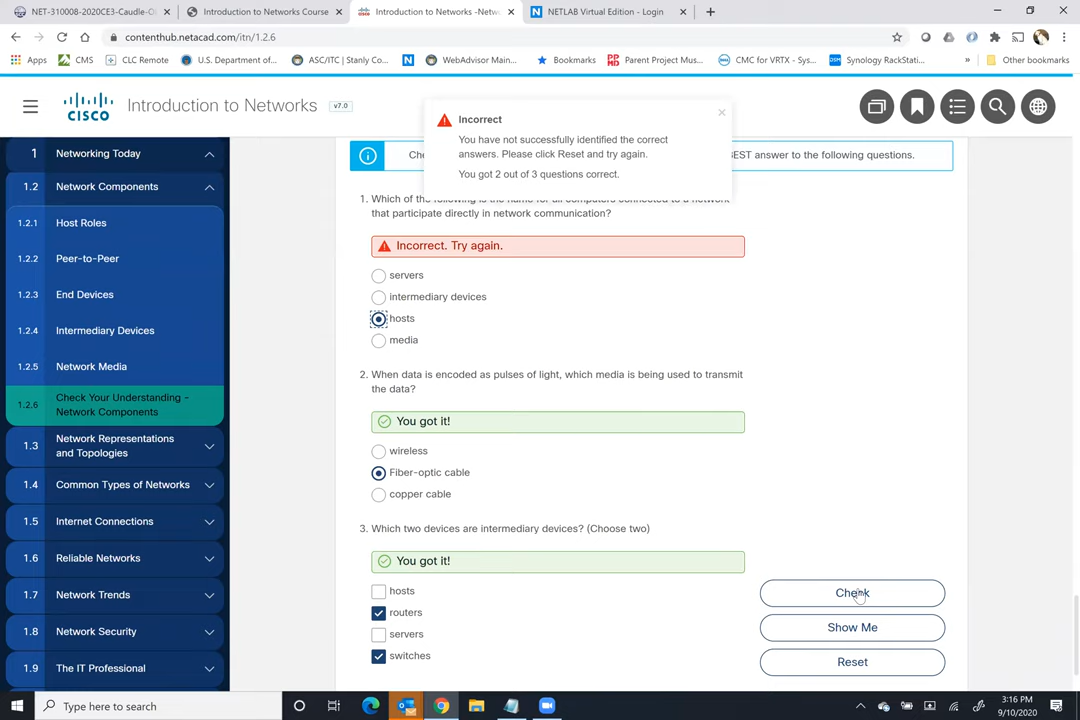 NET-310008-2020CE3-Caudle-O
Introduction to Networks Course
Introduction to Networks -Netw
NETLAB Virtual Edition - Login
contenthub.netacad.com/itn/1.2.6
Apps
CMS
CLC Remote
U.S. Department of...
ASC/ITC | Stanly Co...
WebAdvisor Main...
Bookmarks
Parent Project Mus...
CMC for VRTX - Sys...
Synology RackStati...
»
Other bookmarks
CISCO
Introduction to Networks
v7.0
1 Networking Today
1.2 Network Components
1.2.1 Host Roles
1.2.2 Peer-to-Peer
1.2.3 End Devices
1.2.4 Intermediary Devices
1.2.5 Network Media
1.2.6 Check Your Understanding -
Network Components
1.3 Network Representations
and Topologies
1.4 Common Types of Networks
1.5 Internet Connections
1.6 Reliable Networks
1.7 Network Trends
1.8 Network Security
1.9 The IT Professional
Incorrect
You have not successfully identified the correct
answers. Please click Reset and try again.
You got 2 out of 3 questions correct.
BEST answer to the following questions.
1. Which of the following is the name for all computers connected to a network
that participate directly in network communication?
Incorrect. Try again.
servers
intermediary devices
hosts
media
2. When data is encoded as pulses of light, which media is being used to transmit
the data?
You got it!
wireless
Fiber-optic cable
copper cable
3. Which two devices are intermediary devices? (Choose two)
You got it!
hosts
routers
servers
switches
Check
Show Me
Reset
Type here to search
3:16 PM
9/10/2020